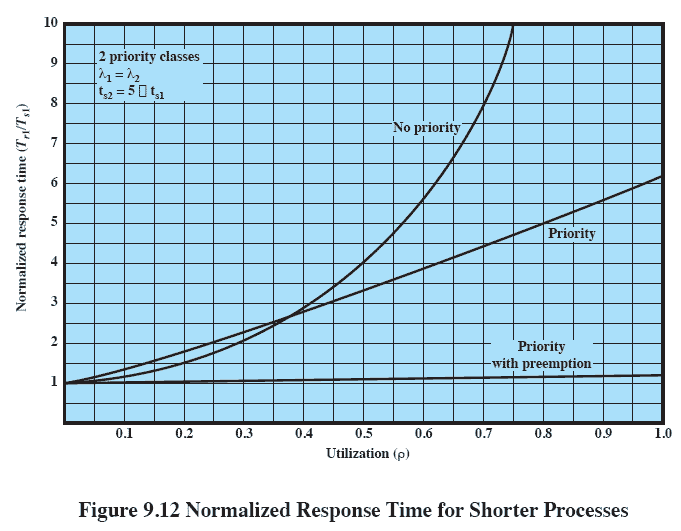 10
9
8
7
6
5
4
3
2
1
Normalized response time (Tr1/Ts1)
2 priority classes
λ1 = λ2
ts2 = 5 □ ts1
No priority
Priority
Priority
with preemption
0.1 0.2 0.3 0.4 0.5 0.6 0.7 0.8 0.9 1.0
Utilization (ρ)
Figure 9.12 Normalized Response Time for Shorter Processes